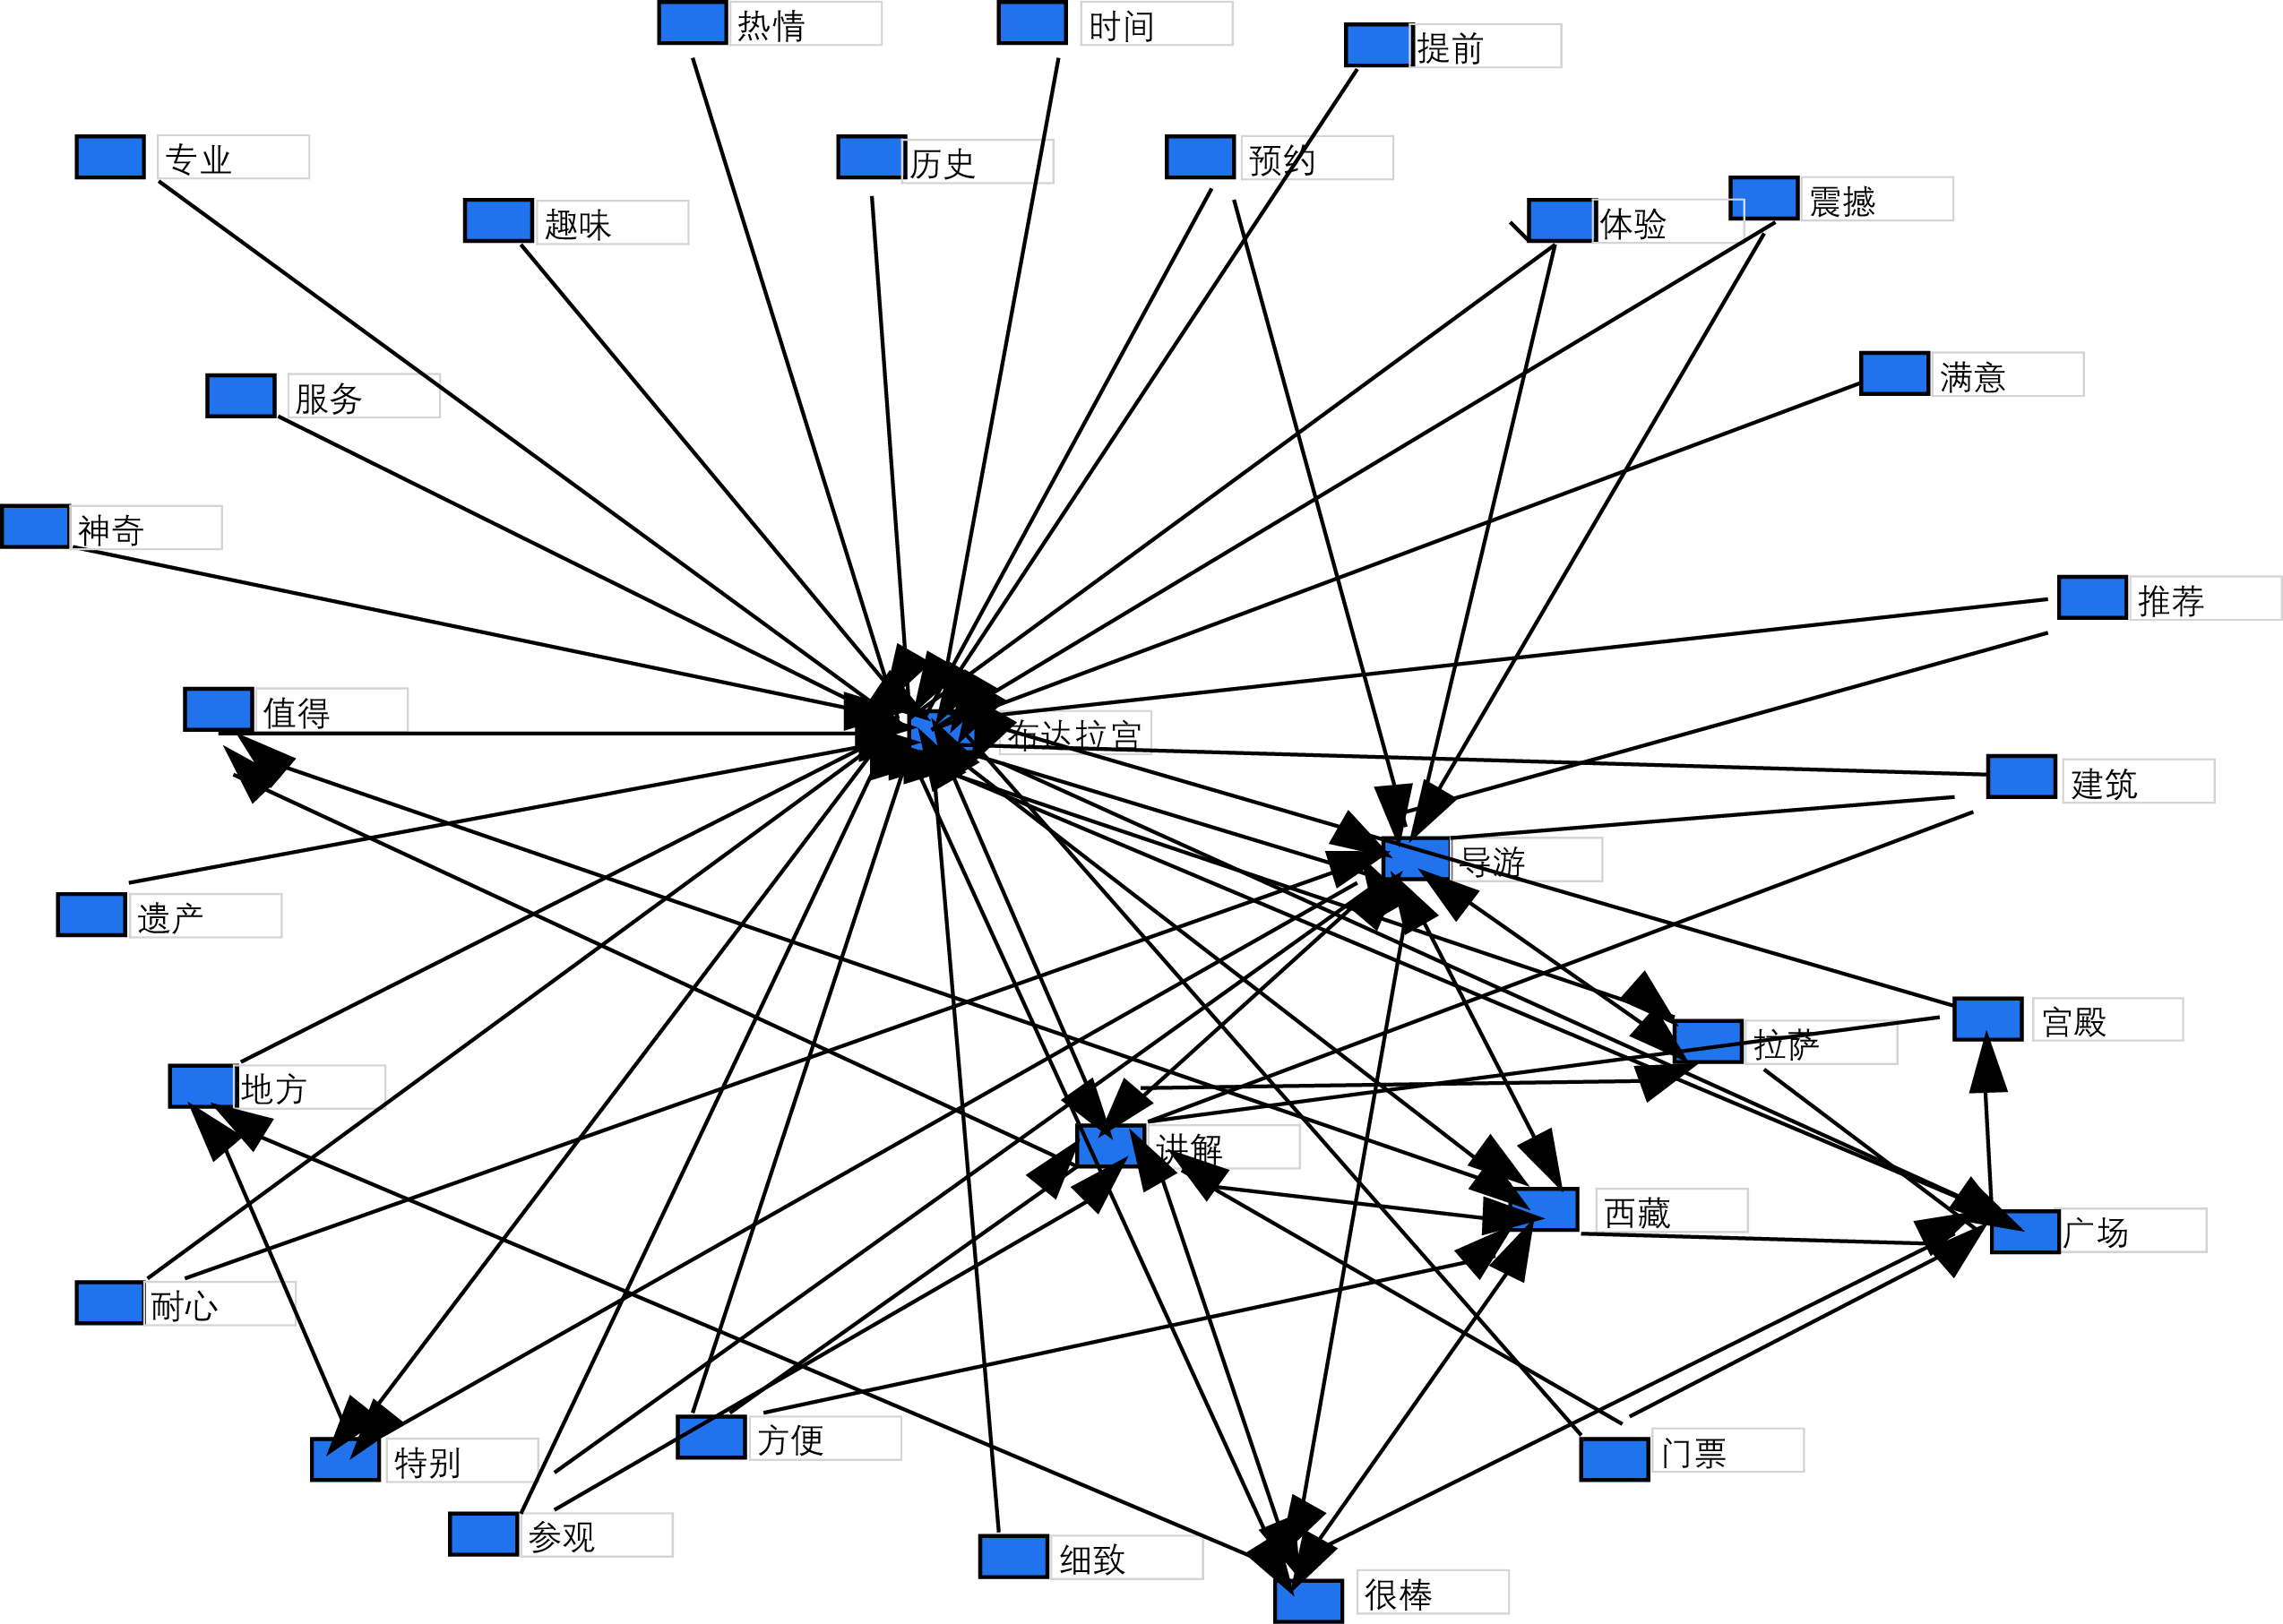 热情
时间
提前
专业
历史
预约
趣味
体验
震撼
服务
满意
神奇
推荐
值得
布达拉宫
建筑
导游
遗产
宫殿
拉萨
地方
讲解
西藏
广场
耐心
特别
方便
门票
参观
细致
很棒